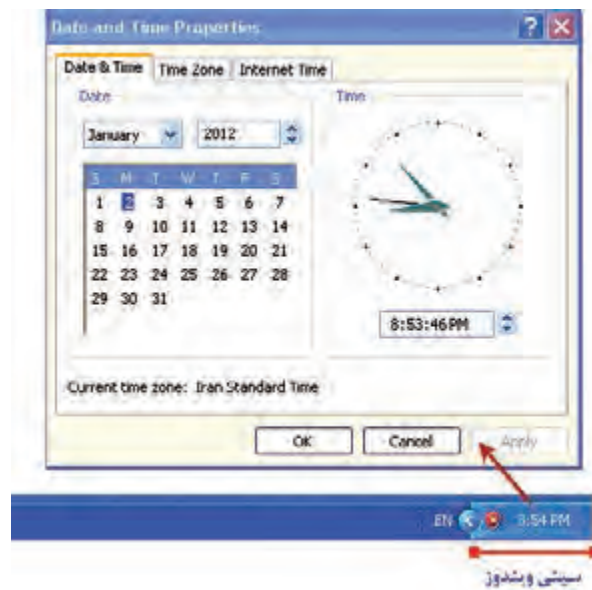 Date and Time Properties
Date & Time Time Zone Internet Time
Date
Time
January 2012
S M T W T F S
1 2 3 4 5 6 7
8 9 10 11 12 13 14
15 16 17 18 19 20 21
22 23 24 25 26 27 28
29 30 31
8:53:46 PM
Current time zone: Iran Standard Time
OK Cancel Apply
EN 8:54 PM
سینی ویندوز